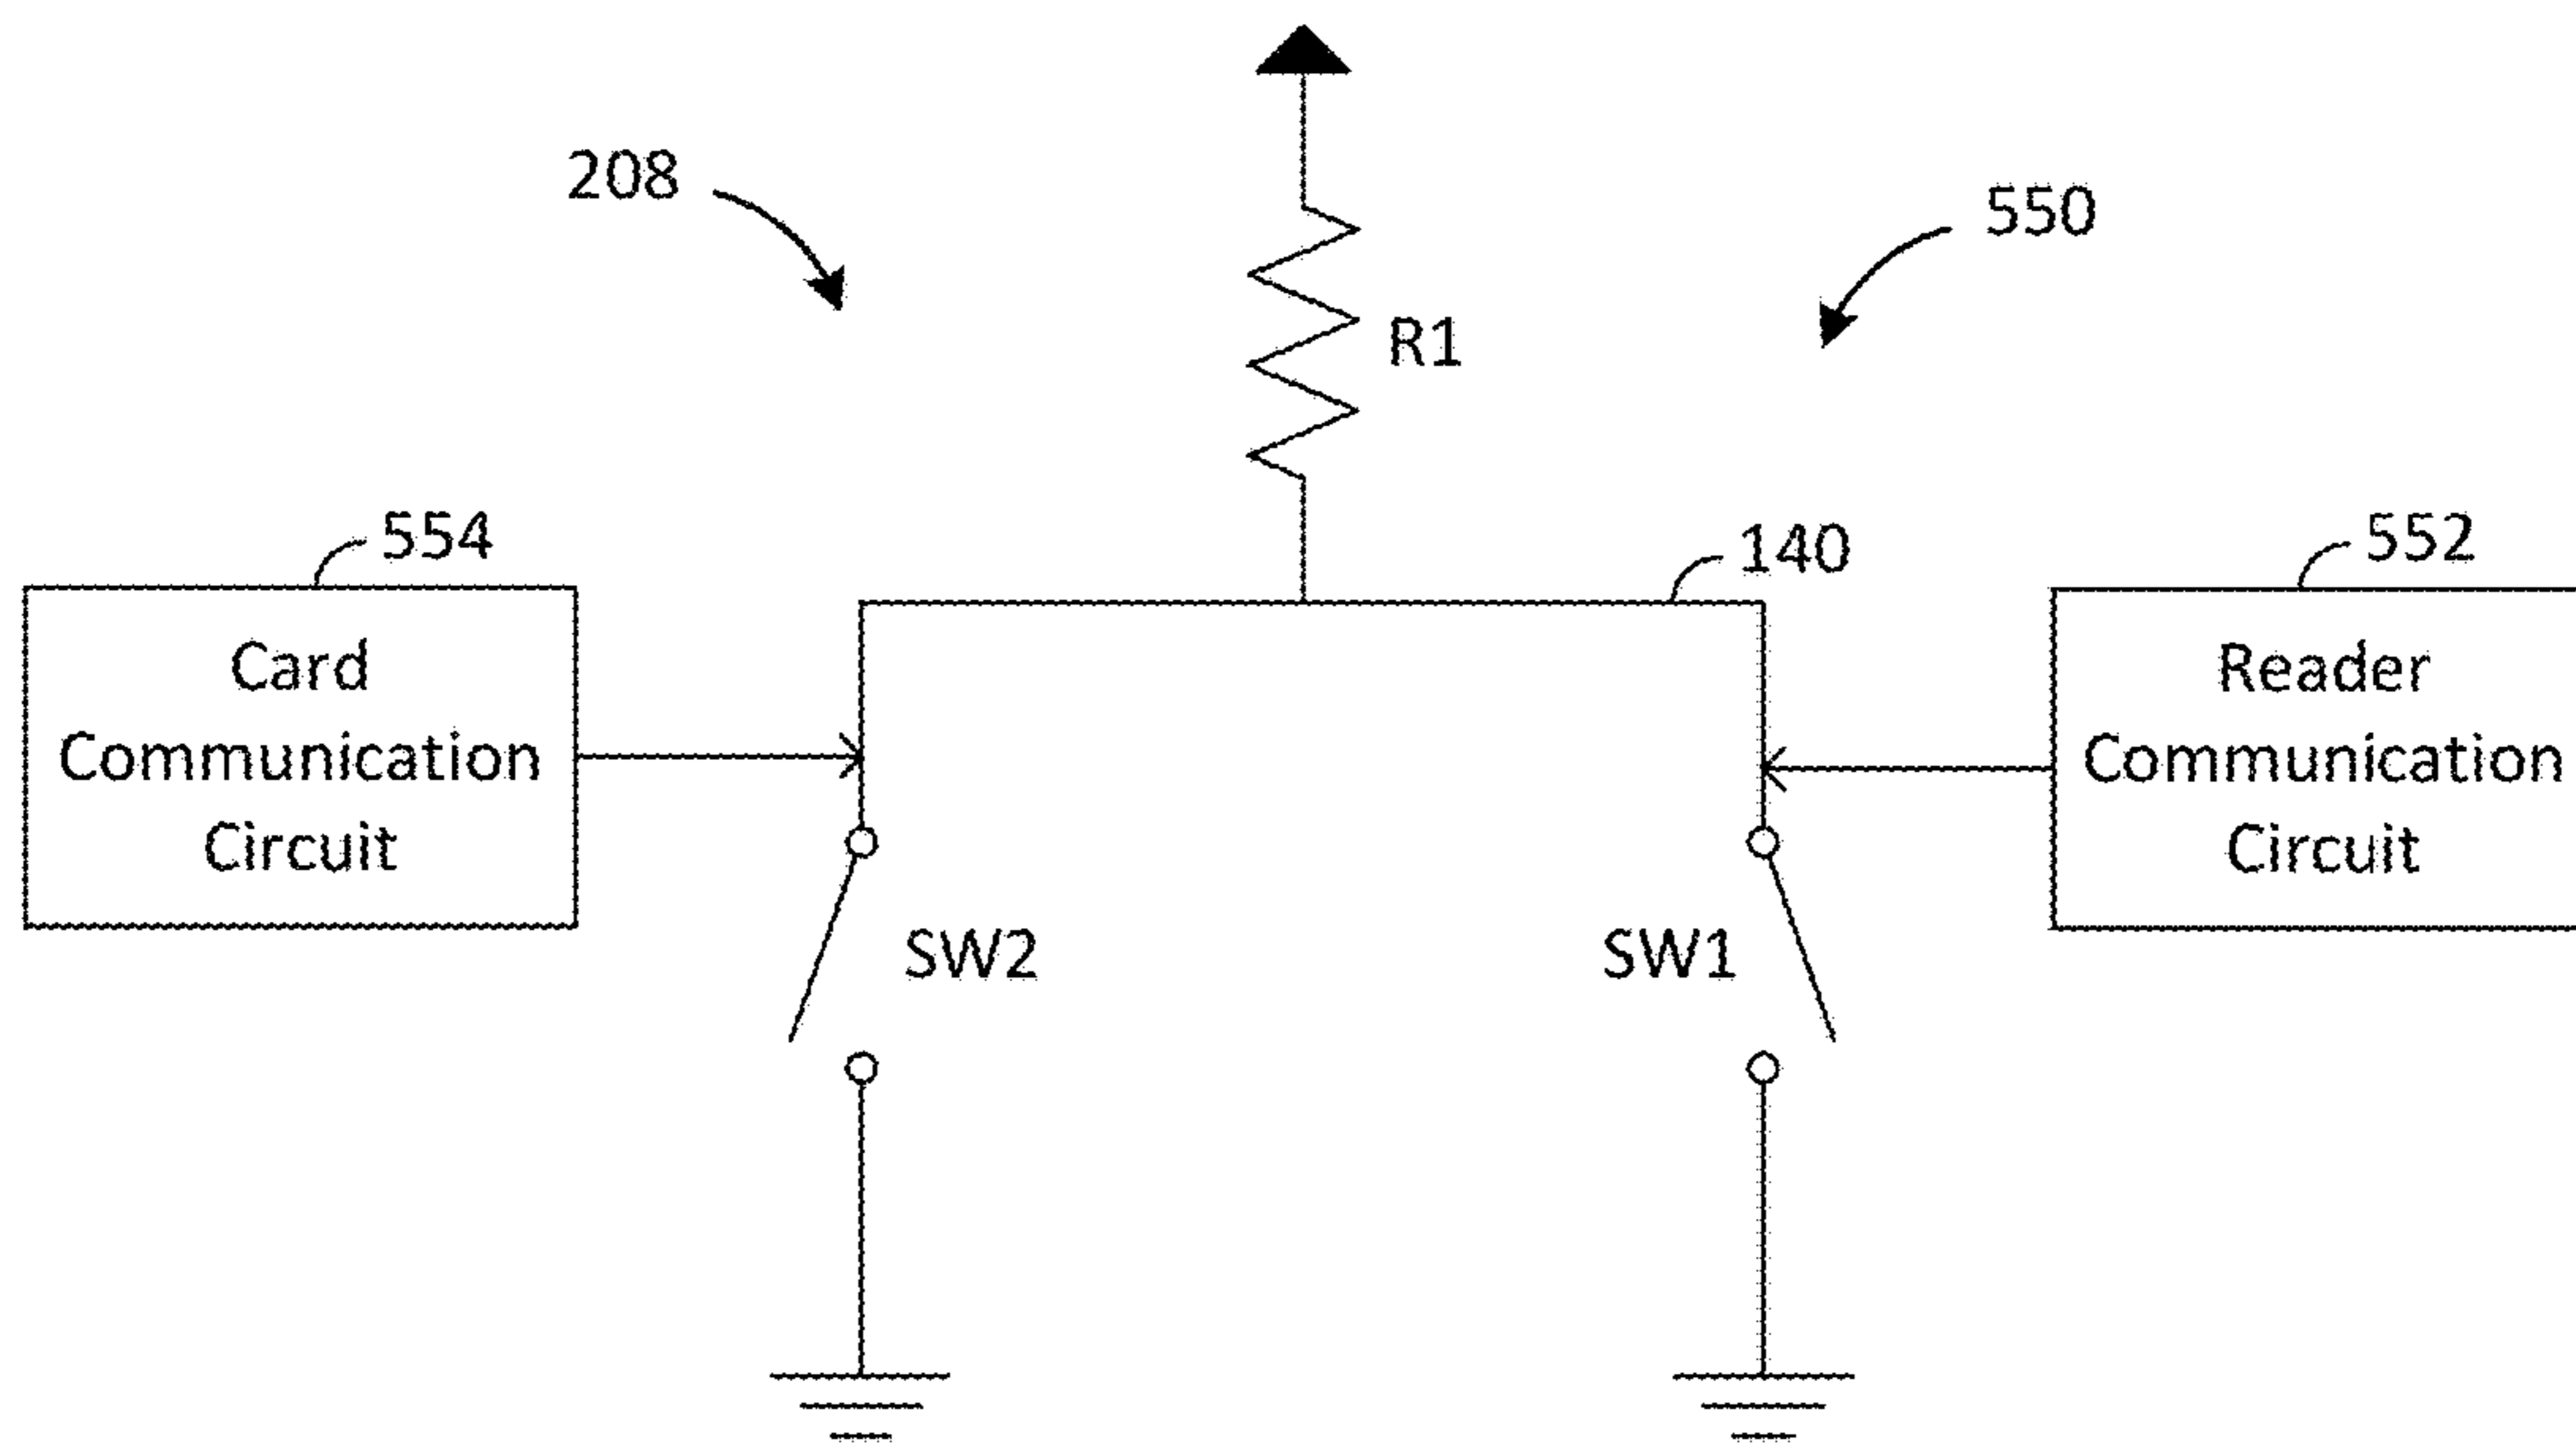 208
550
R1
554
140
552
Card
Communication
Circuit
Reader
Communication
Circuit
SW2
SW1